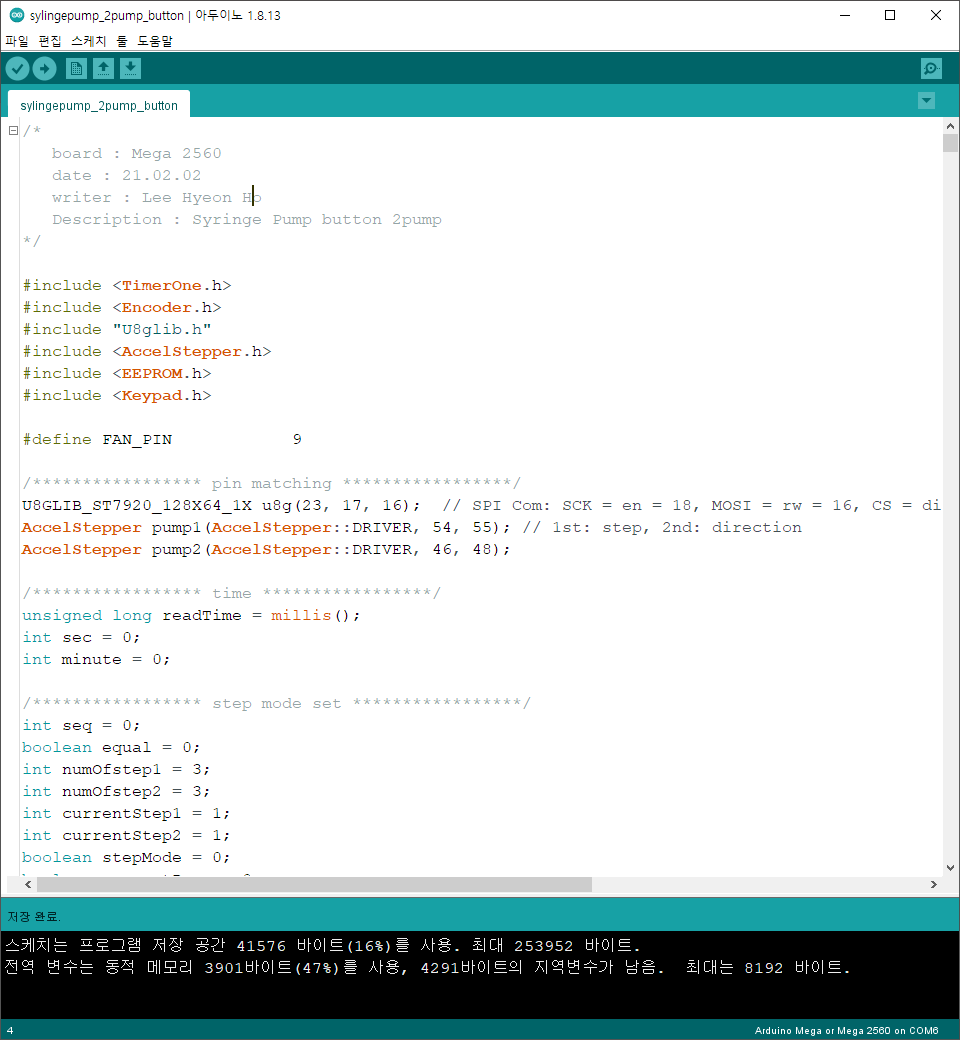 sylingepump_2pump_button | 아두이노 1.8.13
파일 편집 스케치 툴 도움말
sylingepump_2pump_button
/*
board : Mega 2560
date : 21.02.02
writer : Lee Hyeon Ho
Description : Syringe Pump button 2pump
*/
#include <TimerOne.h>
#include <Encoder.h>
#include "U8glib.h"
#include <AccelStepper.h>
#include <EEPROM.h>
#include <Keypad.h>
#define FAN_PIN 9
/***************** pin matching *****************/
U8GLIB_ST7920_128X64_1X u8g(23, 17, 16); // SPI Com: SCK = en = 18, MOSI = rw = 16, CS = di
AccelStepper pump1(AccelStepper::DRIVER, 54, 55); // 1st: step, 2nd: direction
AccelStepper pump2(AccelStepper::DRIVER, 46, 48);
/***************** time *****************/
unsigned long readTime = millis();
int sec = 0;
int minute = 0;
/***************** step mode set *****************/
int seq = 0;
boolean equal = 0;
int numOfstep1 = 3;
int numOfstep2 = 3;
int currentStep1 = 1;
int currentStep2 = 1;
boolean stepMode = 0;
저장 완료.
스케치는 프로그램 저장 공간 41576 바이트(16%)를 사용. 최대 253952 바이트.
전역 변수는 동적 메모리 3901바이트(47%)를 사용, 4291바이트의 지역변수가 남음. 최대는 8192 바이트.
4 Arduino Mega or Mega 2560 on COM6